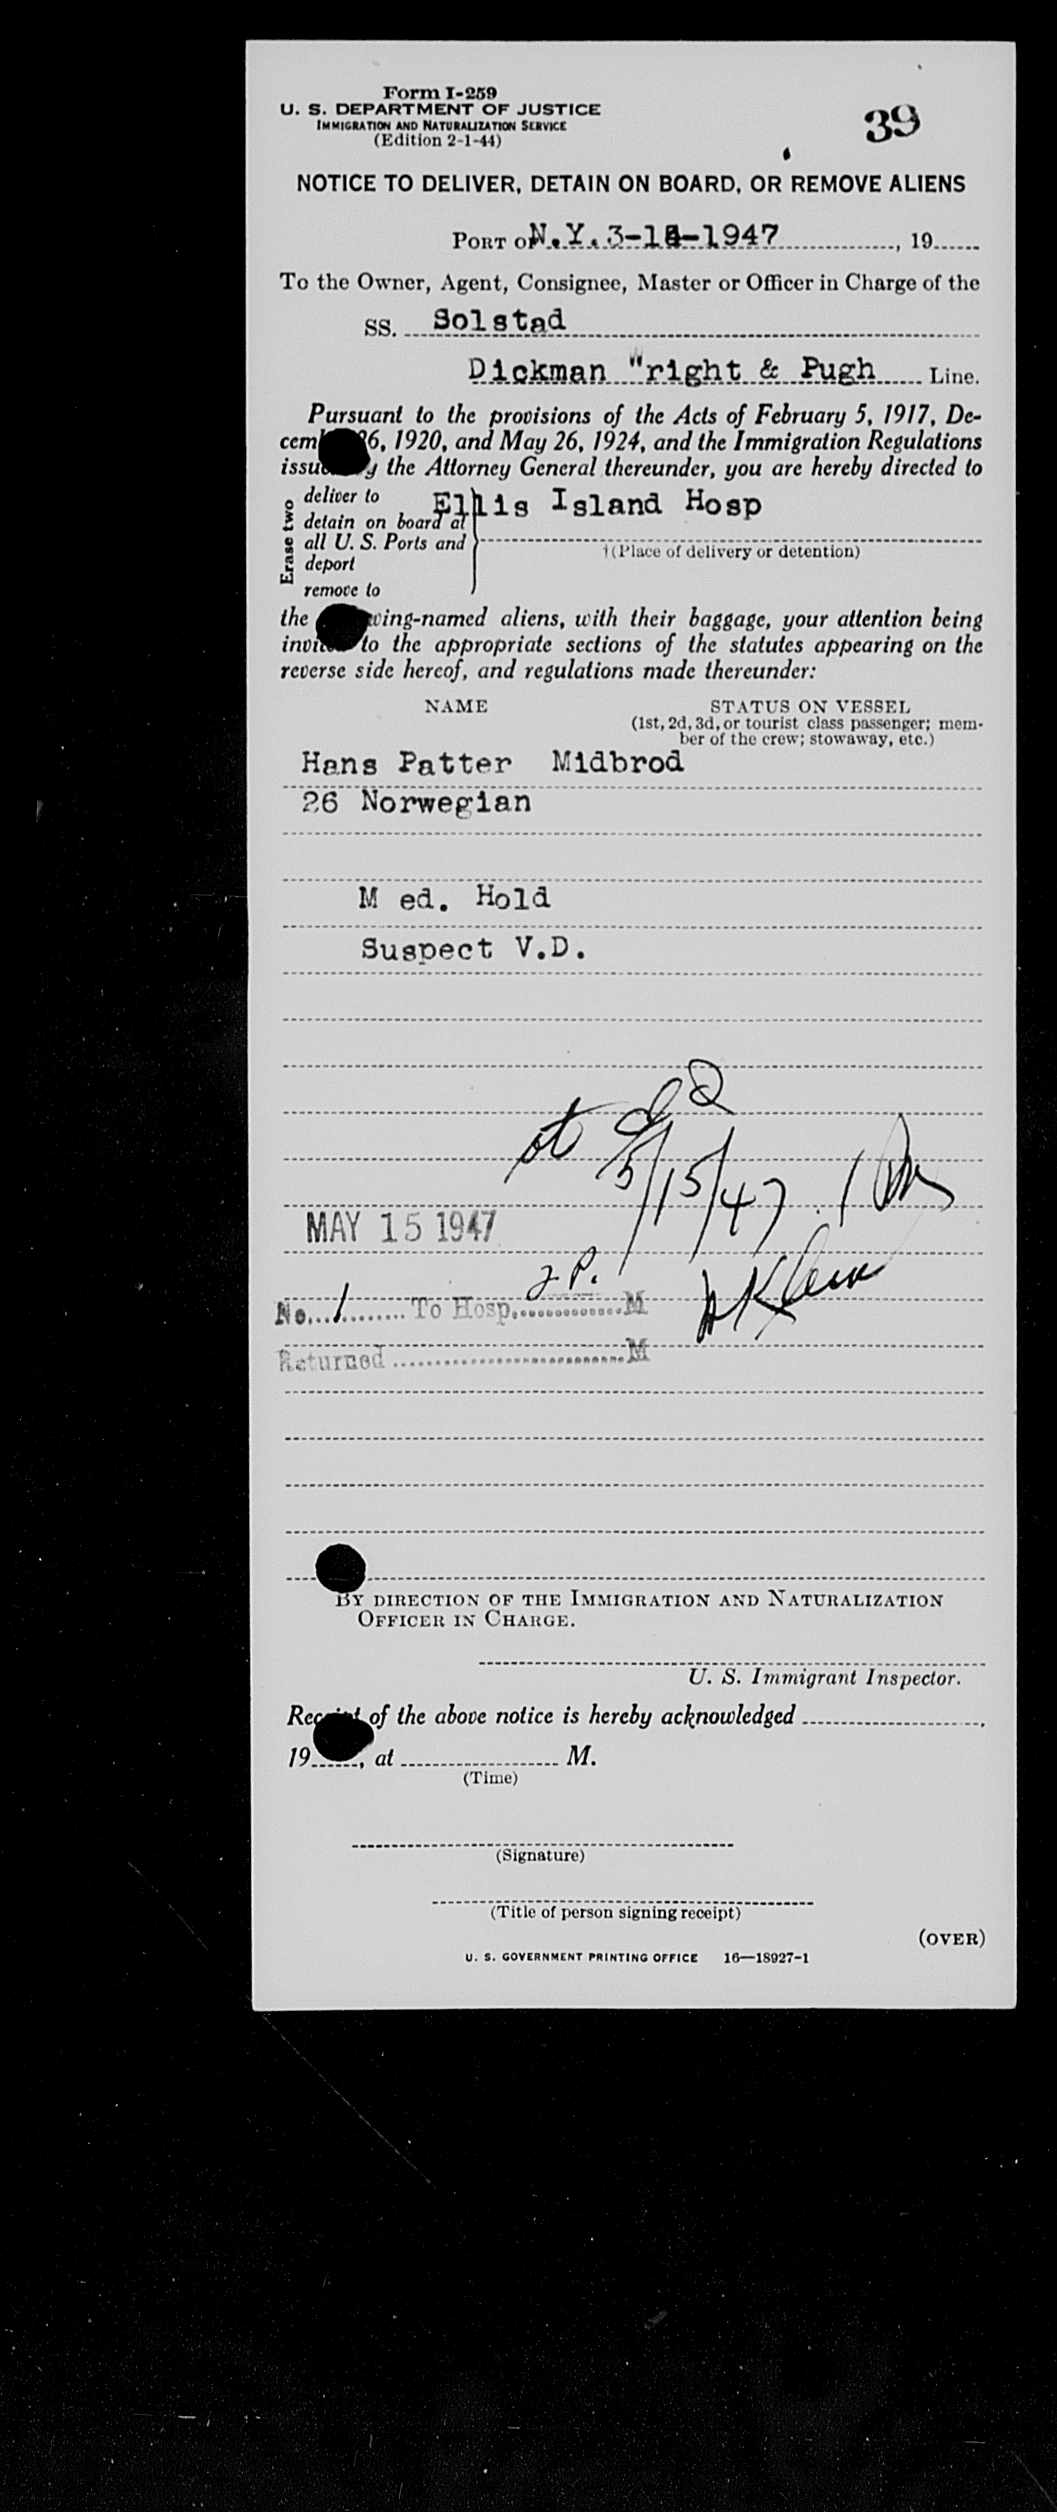 Form I-259
U. S. DEPARTMENT OF JUSTICE
IMMIGRATION AND NATURALIZATION SERVICE
(Edition 2-1-44)
39
NOTICE TO DELIVER, DETAIN ON BOARD, OR REMOVE ALIENS
PORT OF N.Y. 3-14-1947, 19
To the Owner, Agent, Consignee, Master or Officer in Charge of the
SS. Solstad
Dickman "right & Pugh Line.
Pursuant to the provisions of the Acts of February 5, 1917, De-
cem 26, 1920, and May 26, 1924, and the Immigration Regulations
issu y the Attorney General thereunder, you are hereby directed to
Erase two
deliver to
Ellis Island Hosp
detain on board at
all U. S. Ports and
†(Place of delivery or detention)
deport
remove to
the wing-named aliens, with their baggage, your attention being
invi to the appropriate sections of the statutes appearing on the
reverse side hereof, and regulations made thereunder:
NAME
STATUS ON VESSEL
(1st, 2d, 3d, or tourist class passenger; mem-
ber of the crew; stowaway, etc.)
Hans Patter Midbrod
26 Norwegian
M ed. Hold
Suspect V.D.
5/15/47
MAY 15 1947
2 P.
No. 1 To Hosp. M
Klein
Returned M
BY DIRECTION OF THE IMMIGRATION AND NATURALIZATION
OFFICER IN CHARGE.
U. S. Immigrant Inspector.
Receipt of the above notice is hereby acknowledged ,
19 , at M.
(Time)
(Signature)
(Title of person signing receipt)
(OVER)
U. S. GOVERNMENT PRINTING OFFICE 16—18927-1